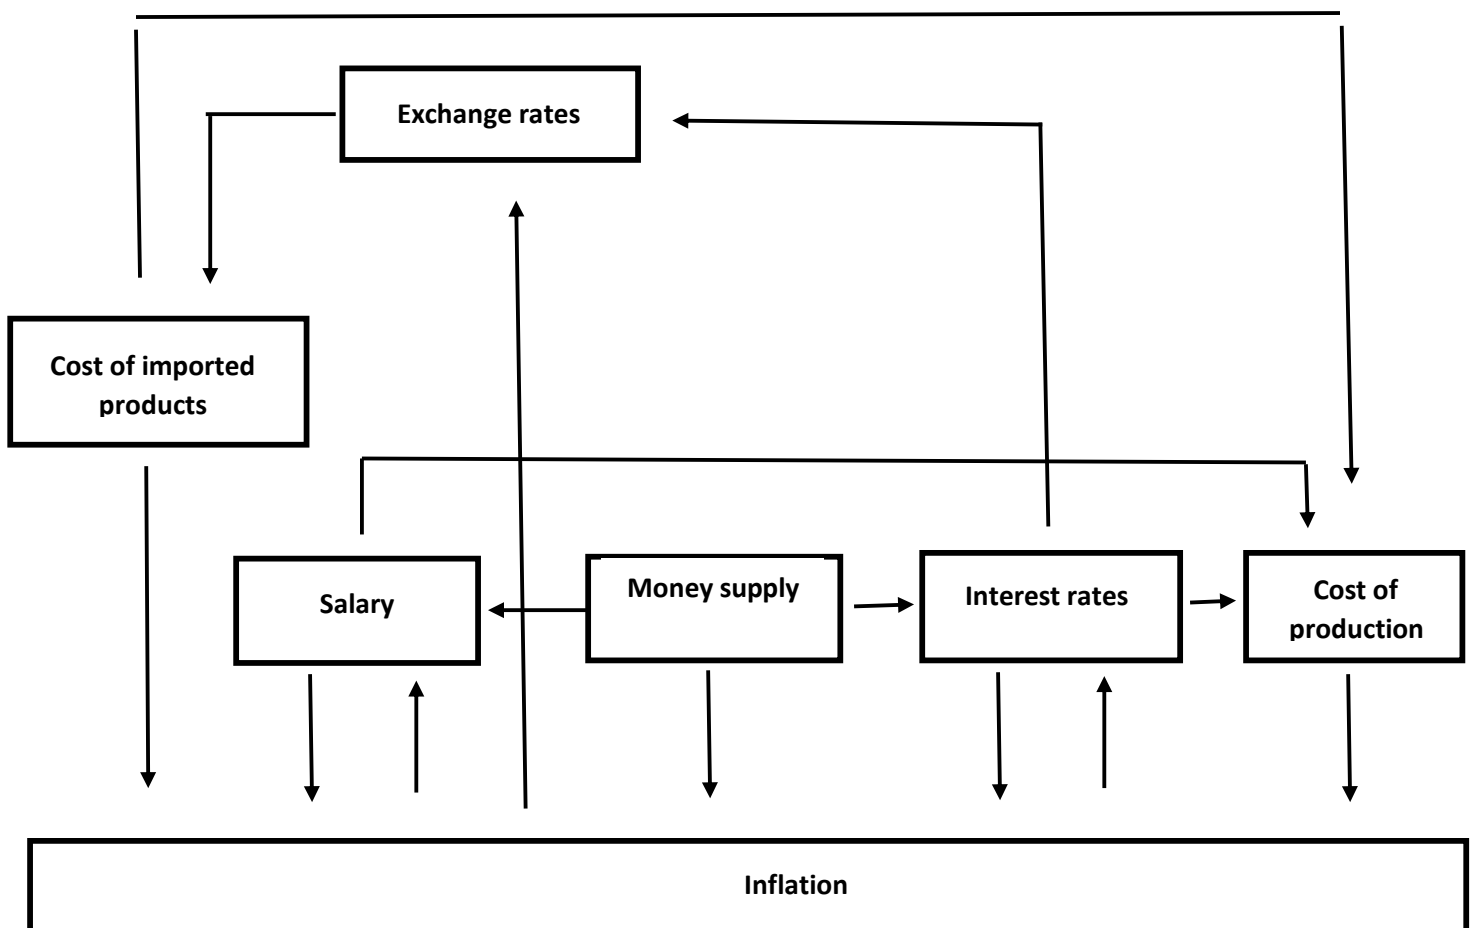 Exchange rates
Cost of imported
products
Salary
Money supply
Interest rates
Cost of
production
Inflation